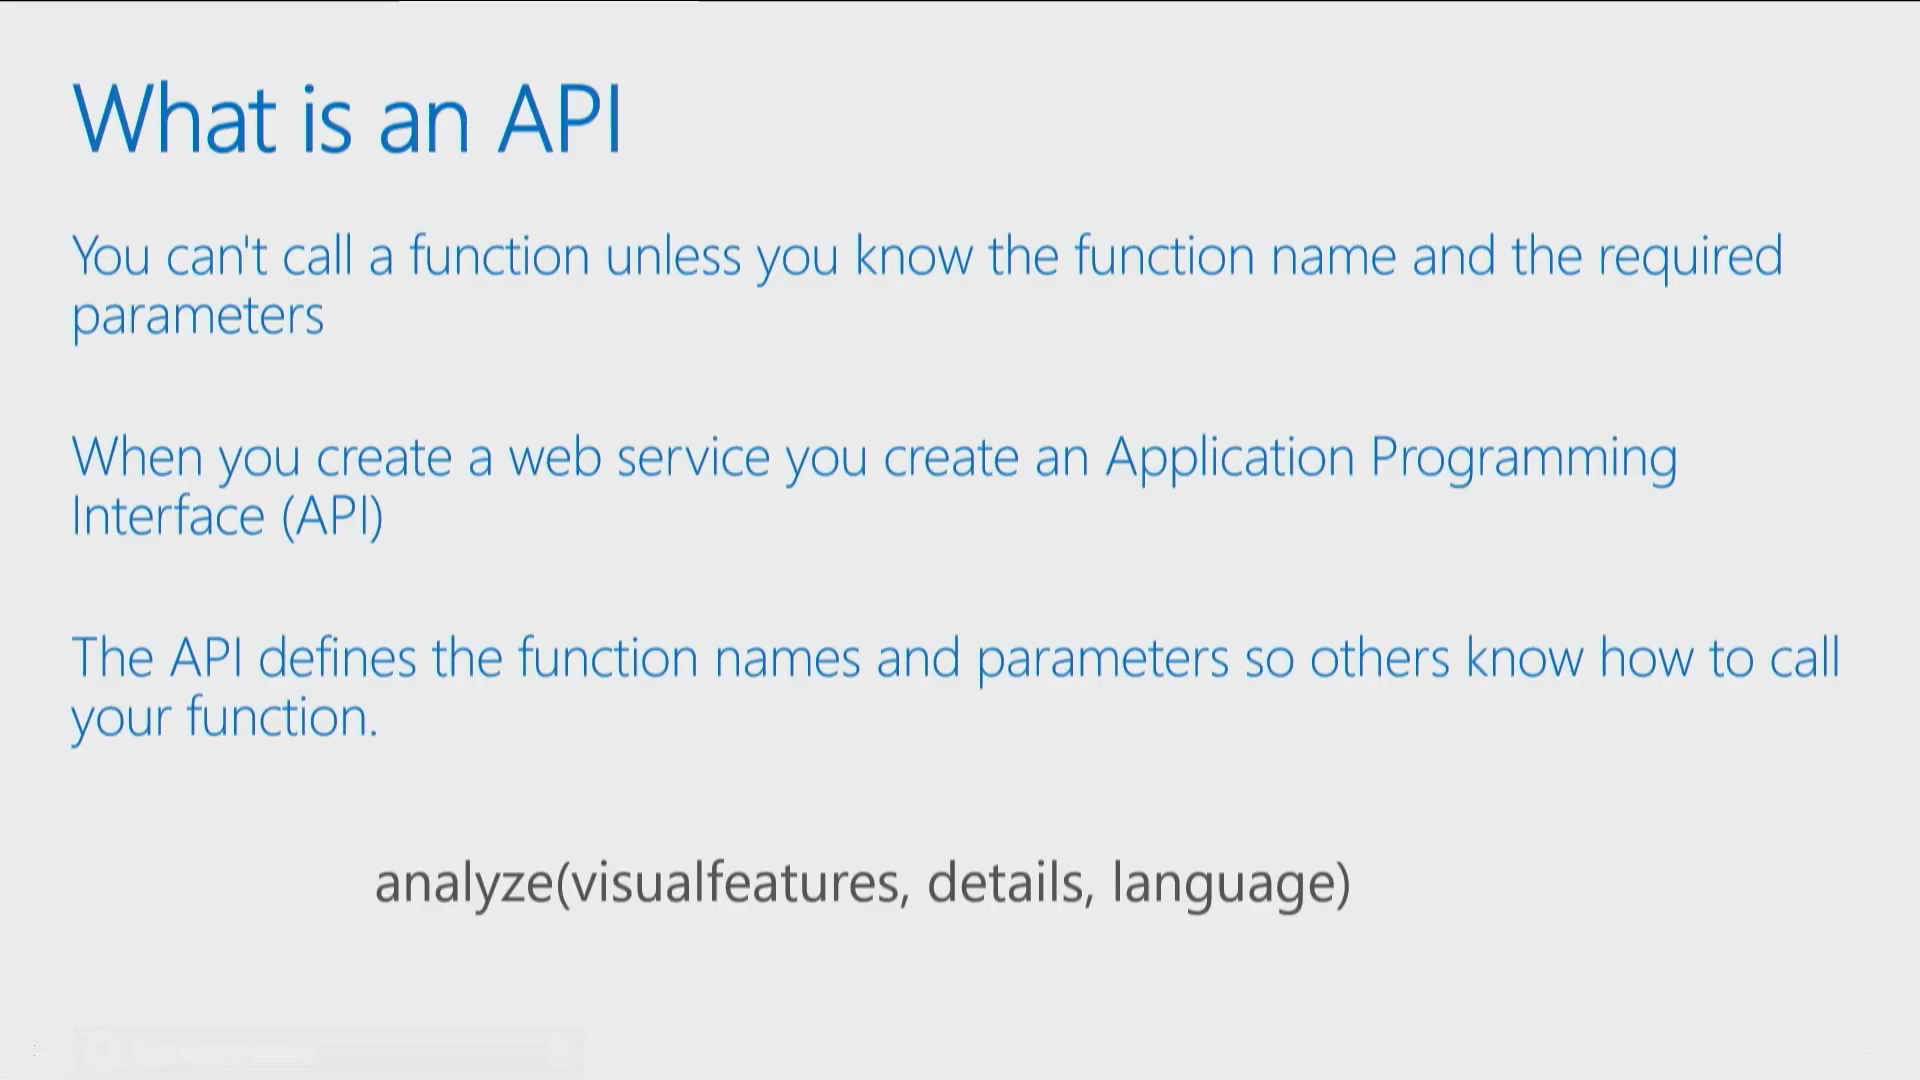 What is an API
You can't call a function unless you know the function name and the required
parameters
When you create a web service you create an Application Programming
Interface (API)
The API defines the function names and parameters so others know how to call
your function.
analyze(visualfeatures, details, language)